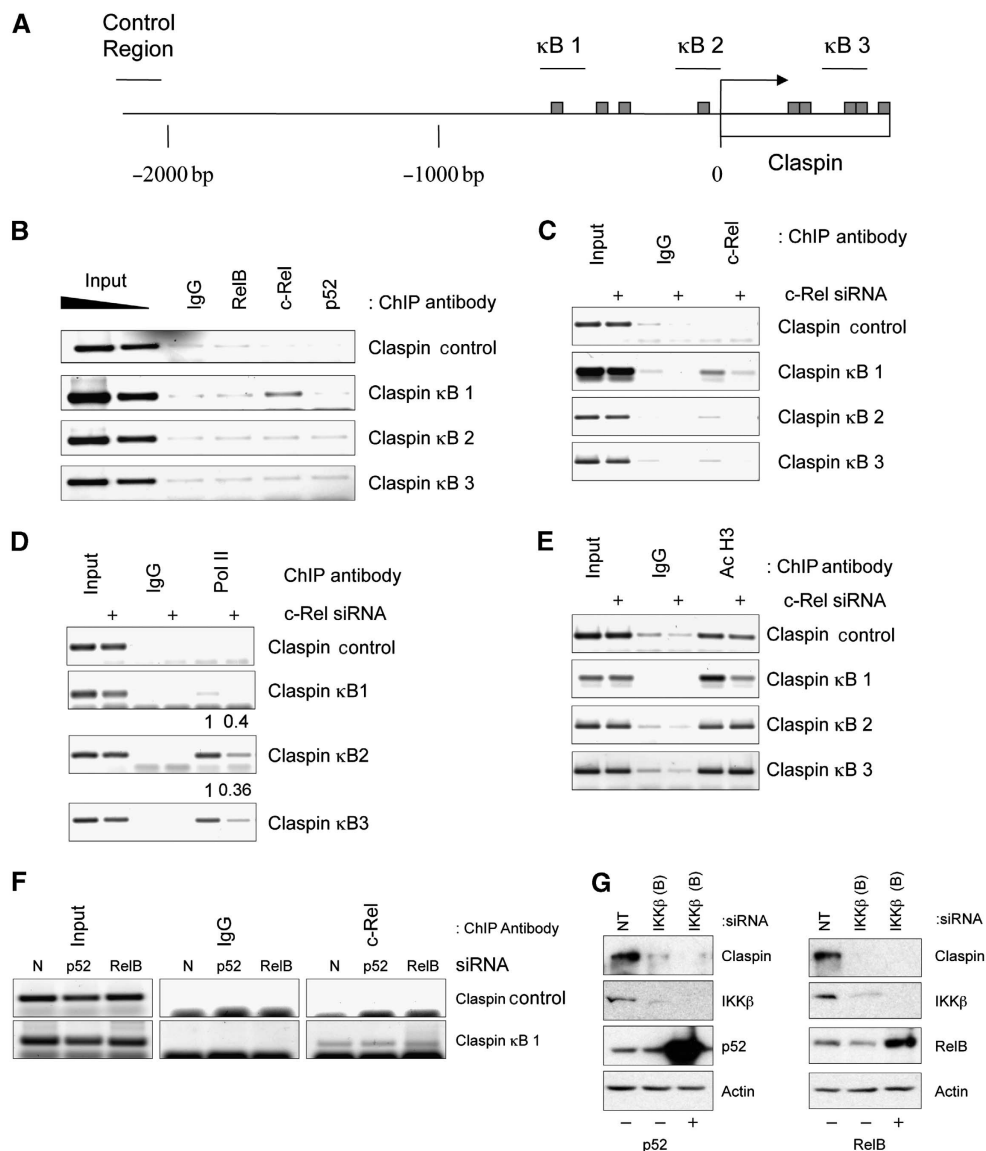 A
Control
Region
κB 1
κB 2
κB 3
–2000 bp
–1000 bp
0
Claspin
B
Input
IgG
RelB
c-Rel
p52
: ChIP antibody
Claspin control
Claspin κB 1
Claspin κB 2
Claspin κB 3
C
Input
IgG
c-Rel
: ChIP antibody
+ + + c-Rel siRNA
Claspin control
Claspin κB 1
Claspin κB 2
Claspin κB 3
D
Input
IgG
Pol II
ChIP antibody
+ + + c-Rel siRNA
Claspin control
Claspin κB1
1 0.4
Claspin κB2
1 0.36
Claspin κB3
E
Input
IgG
Ac H3
: ChIP antibody
+ + + c-Rel siRNA
Claspin control
Claspin κB 1
Claspin κB 2
Claspin κB 3
F
Input
IgG
c-Rel
: ChIP Antibody
N p52 RelB N p52 RelB N p52 RelB siRNA
Claspin control
Claspin κB 1
G
NT
IKKβ (B)
IKKβ (B)
:siRNA
Claspin
IKKβ
p52
Actin
– – +
p52
NT
IKKβ (B)
IKKβ (B)
:siRNA
Claspin
IKKβ
RelB
Actin
– – +
RelB